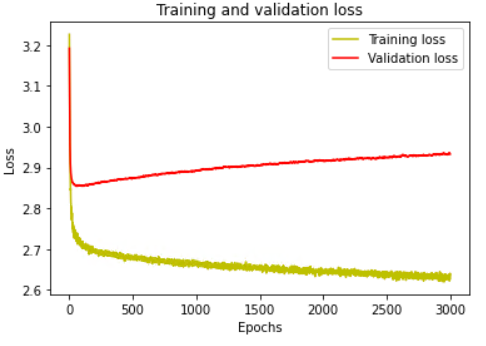 Training and validation loss
Training loss
Validation loss
Loss
3.2
3.1
3.0
2.9
2.8
2.7
2.6
0
500
1000
1500
2000
2500
3000
Epochs